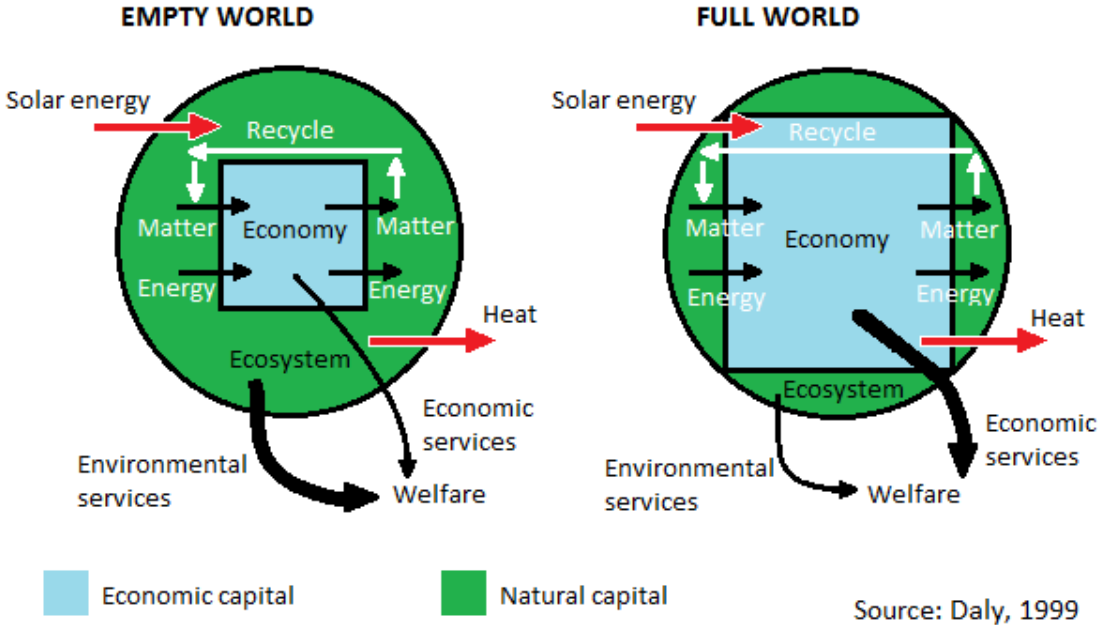 EMPTY WORLD
Solar energy
Recycle
Matter
Economy
Matter
Energy
Energy
Heat
Ecosystem
Economic
services
Environmental
services
Welfare
FULL WORLD
Solar energy
Recycle
Matter
Economy
Matter
Energy
Energy
Heat
Ecosystem
Economic
services
Environmental
services
Welfare
Economic capital
Natural capital
Source: Daly, 1999